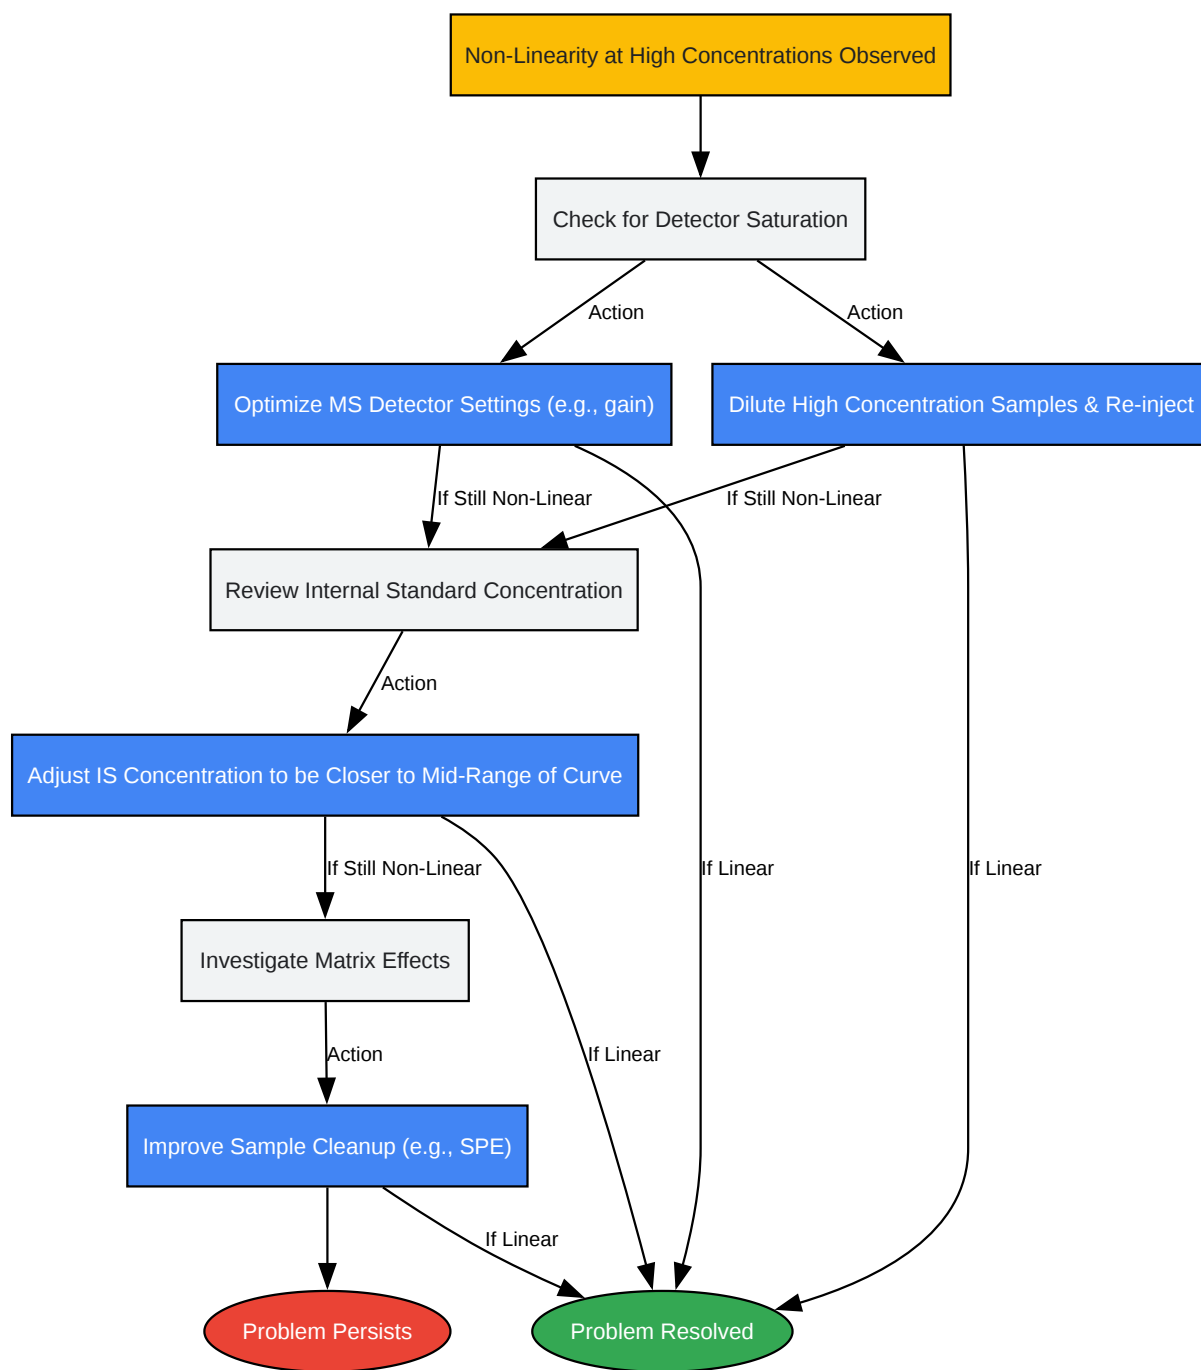 Non-Linearity at High Concentrations Observed
Check for Detector Saturation
Action
Action
Optimize MS Detector Settings (e.g., gain)
Dilute High Concentration Samples & Re-inject
If Still Non-Linear
If Still Non-Linear
Review Internal Standard Concentration
Action
Adjust IS Concentration to be Closer to Mid-Range of Curve
If Still Non-Linear
If Linear
If Linear
Investigate Matrix Effects
Action
If Linear
Improve Sample Cleanup (e.g., SPE)
If Linear
Problem Persists
Problem Resolved